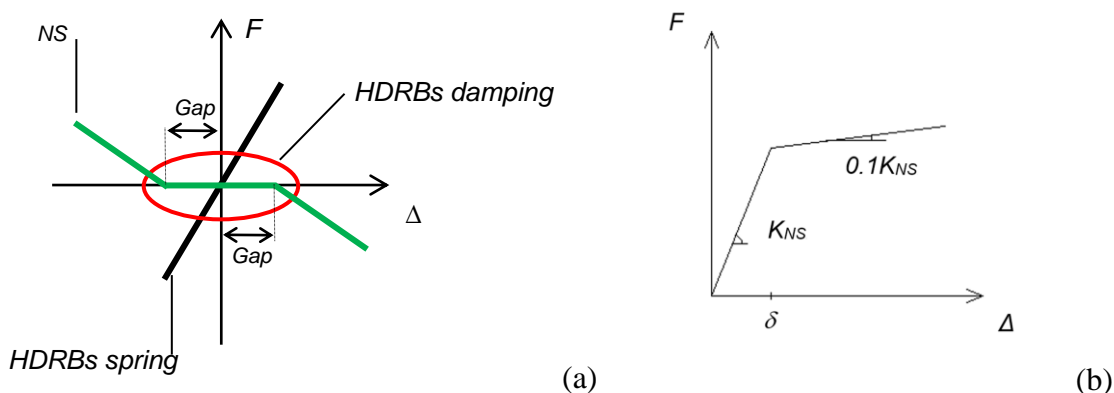 NS
F
Gap
HDRBs damping
Δ
Gap
HDRBs spring
(a)
F
0.1KNS
KNS
δ
Δ
(b)